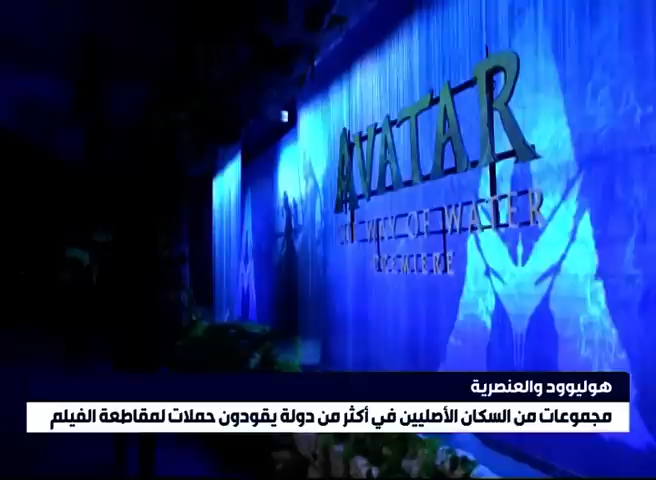 AVATAR
THE WAY OF WATER
PREMIERE
هوليوود والعنصرية
مجموعات من السكان الأصليين في أكثر من دولة يقودون حملات لمقاطعة الفيلم